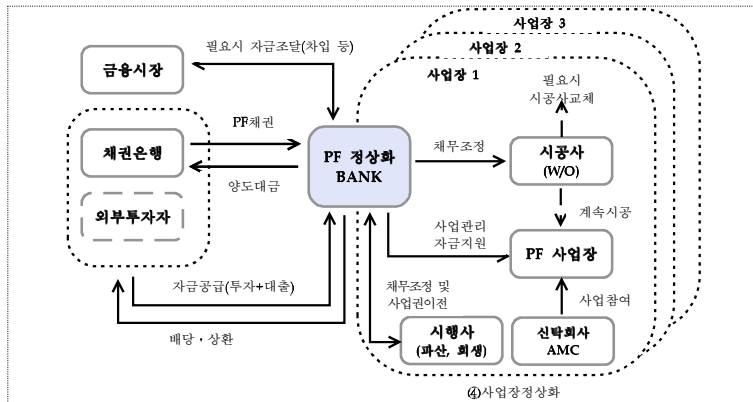 사업장 3
사업장 2
사업장 1
필요시 자금조달(차입 등)
금융시장
필요시
시공사교체
PF채권
채권은행
양도대금
외부투자자
PF 정상화
BANK
채무조정
시공사
(W/O)
계속시공
사업관리
자금지원
PF 사업장
자금공급(투자+대출)
배당·상환
채무조정 및
사업권이전
사업참여
시행사
(파산, 회생)
신탁회사
AMC
④사업장정상화